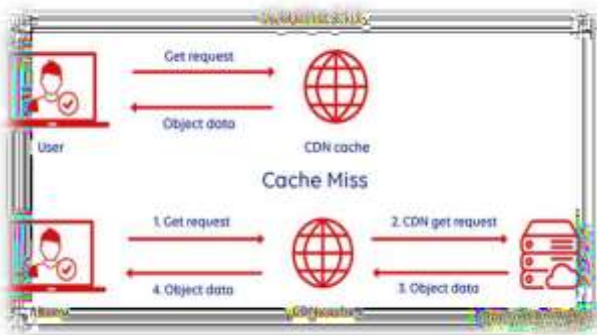 Get request
Object data
User CDN cache
Cache Miss
1. Get request 2. CDN get request
4. Object data 3. Object data